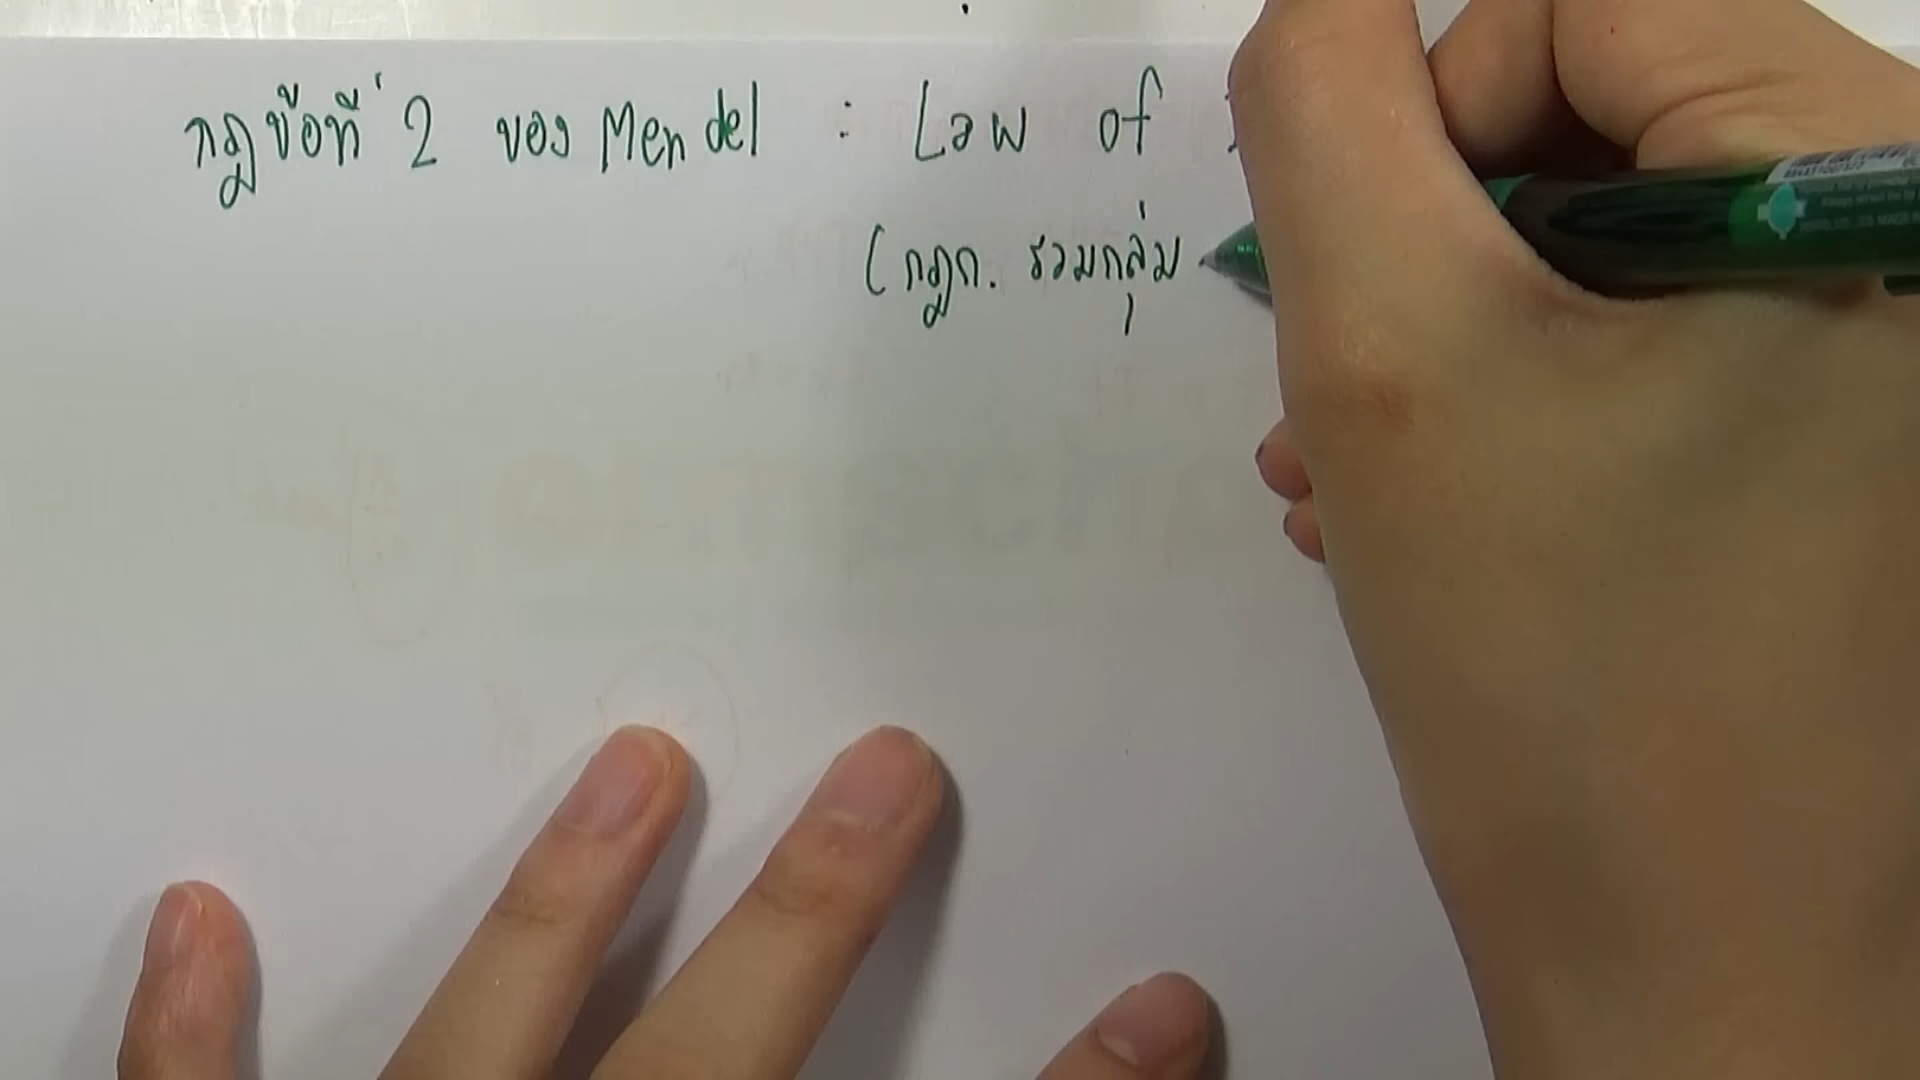 กฎข้อที่ 2 ของ Mendel : Law of
(กฎก. รวมกลุ่ม